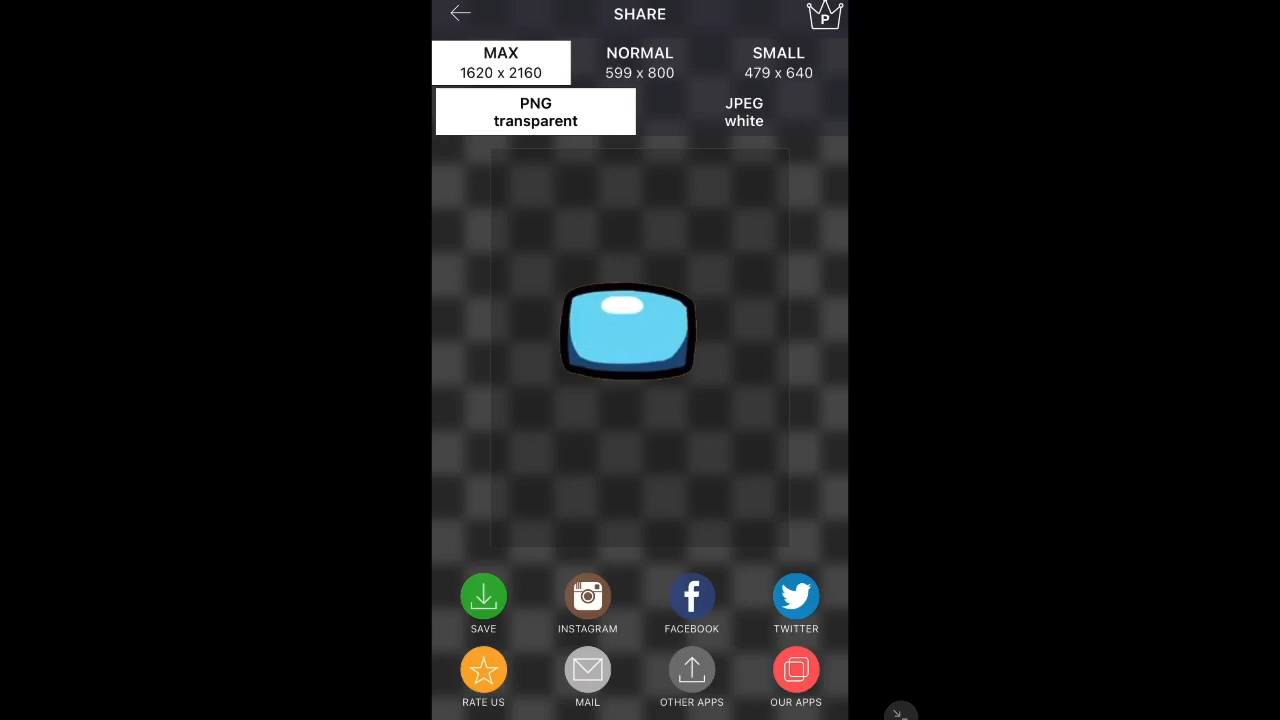 SHARE
P
MAX
1620 x 2160
NORMAL
599 x 800
SMALL
479 x 640
PNG
transparent
JPEG
white
SAVE
INSTAGRAM
FACEBOOK
TWITTER
RATE US
MAIL
OTHER APPS
OUR APPS